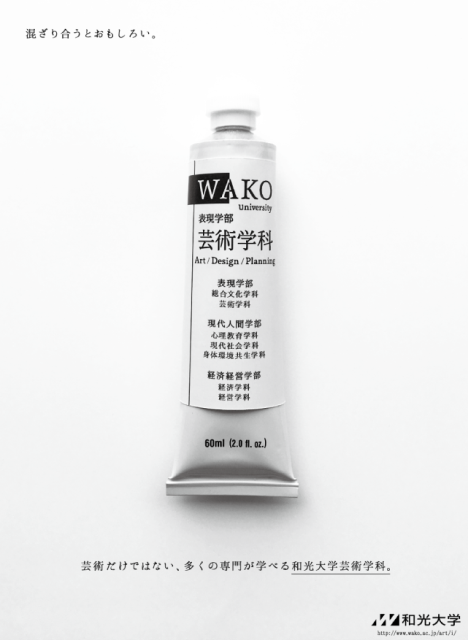 混ざり合うとおもしろい。
WAKO
University
表現学部
芸術学科
Art / Design / Planning
表現学部
総合文化学科
芸術学科
現代人間学部
心理教育学科
現代社会学科
身体環境共生学科
経済経営学部
経済学科
経営学科
60ml (2.0 fl. oz.)
芸術だけではない、多くの専門が学べる和光大学芸術学科。
和光大学
http://www.wako.ac.jp/art/i/